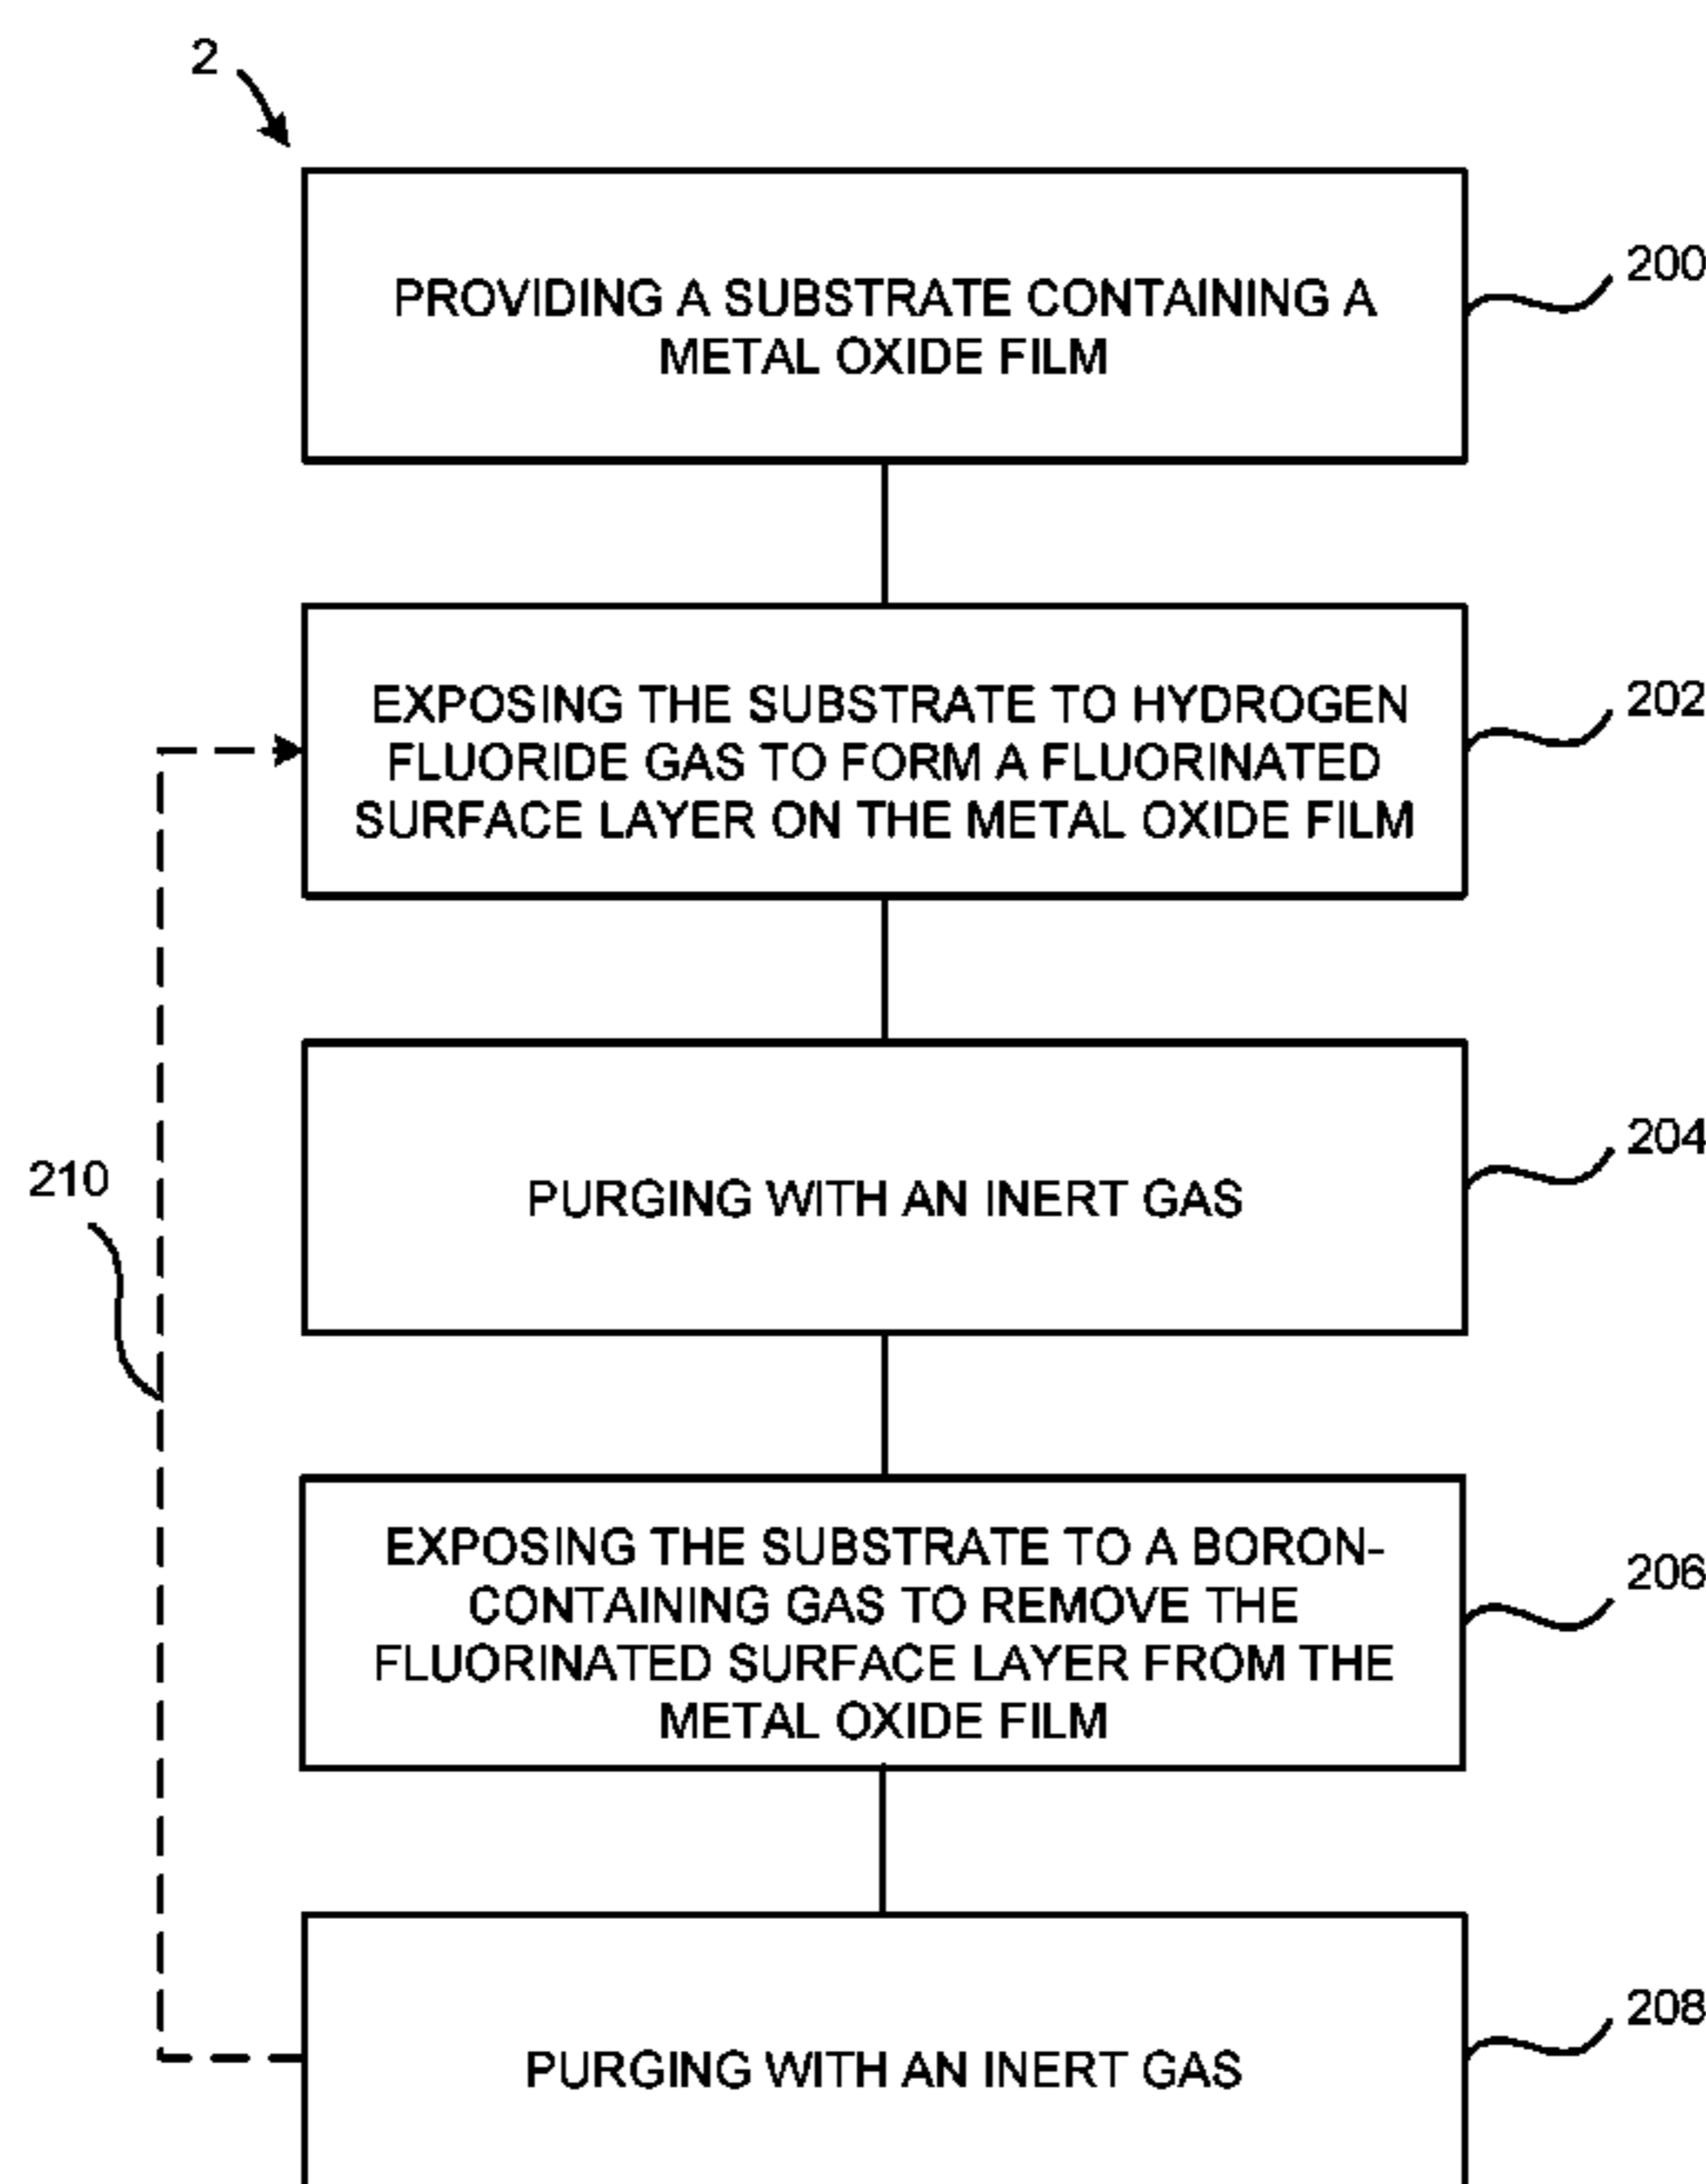 2
PROVIDING A SUBSTRATE CONTAINING A
METAL OXIDE FILM
200
EXPOSING THE SUBSTRATE TO HYDROGEN
FLUORIDE GAS TO FORM A FLUORINATED
SURFACE LAYER ON THE METAL OXIDE FILM
202
PURGING WITH AN INERT GAS
204
210
EXPOSING THE SUBSTRATE TO A BORON-
CONTAINING GAS TO REMOVE THE
FLUORINATED SURFACE LAYER FROM THE
METAL OXIDE FILM
206
PURGING WITH AN INERT GAS
208